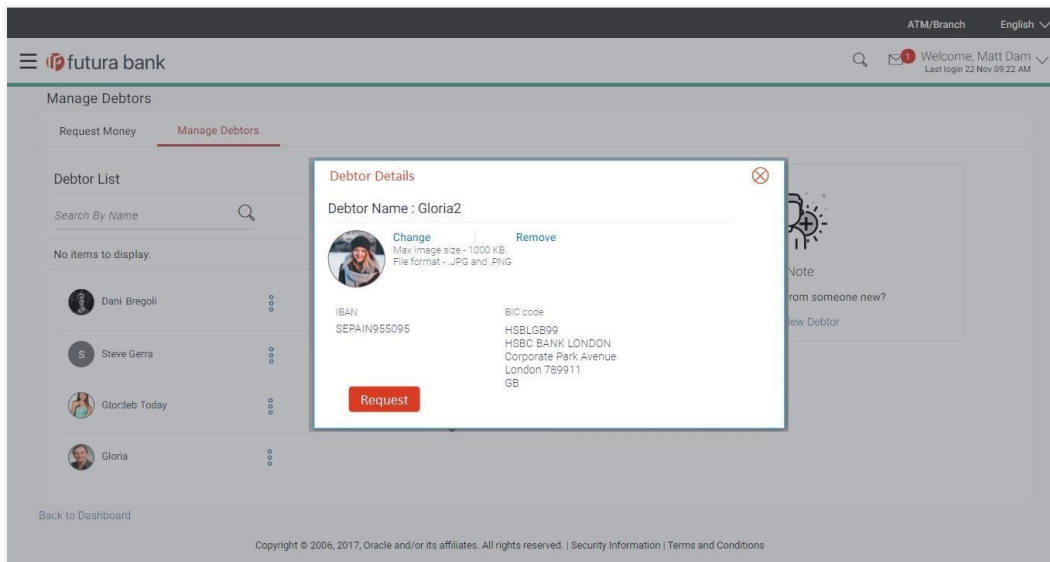 ATM/Branch English
futura bank
1
Welcome, Matt Dam
Last login 22 Nov 09:22 AM
Manage Debtors
Request Money Manage Debtors
Debtor List
Search By Name
No items to display.
Dani Bregoli
S Steve Gerra
Gtordeb Today
Gloria
Debtor Details
Debtor Name : Gloria2
Change Remove
Max image size - 1000 KB.
File format - .JPG and .PNG
IBAN
SEPAIN955095
BIC code
HSBLGB99
HSBC BANK LONDON
Corporate Park Avenue
London 789911
GB
Request
Note
from someone new?
Debtor
Back to Dashboard
Copyright © 2006, 2017, Oracle and/or its affiliates. All rights reserved. | Security Information | Terms and Conditions